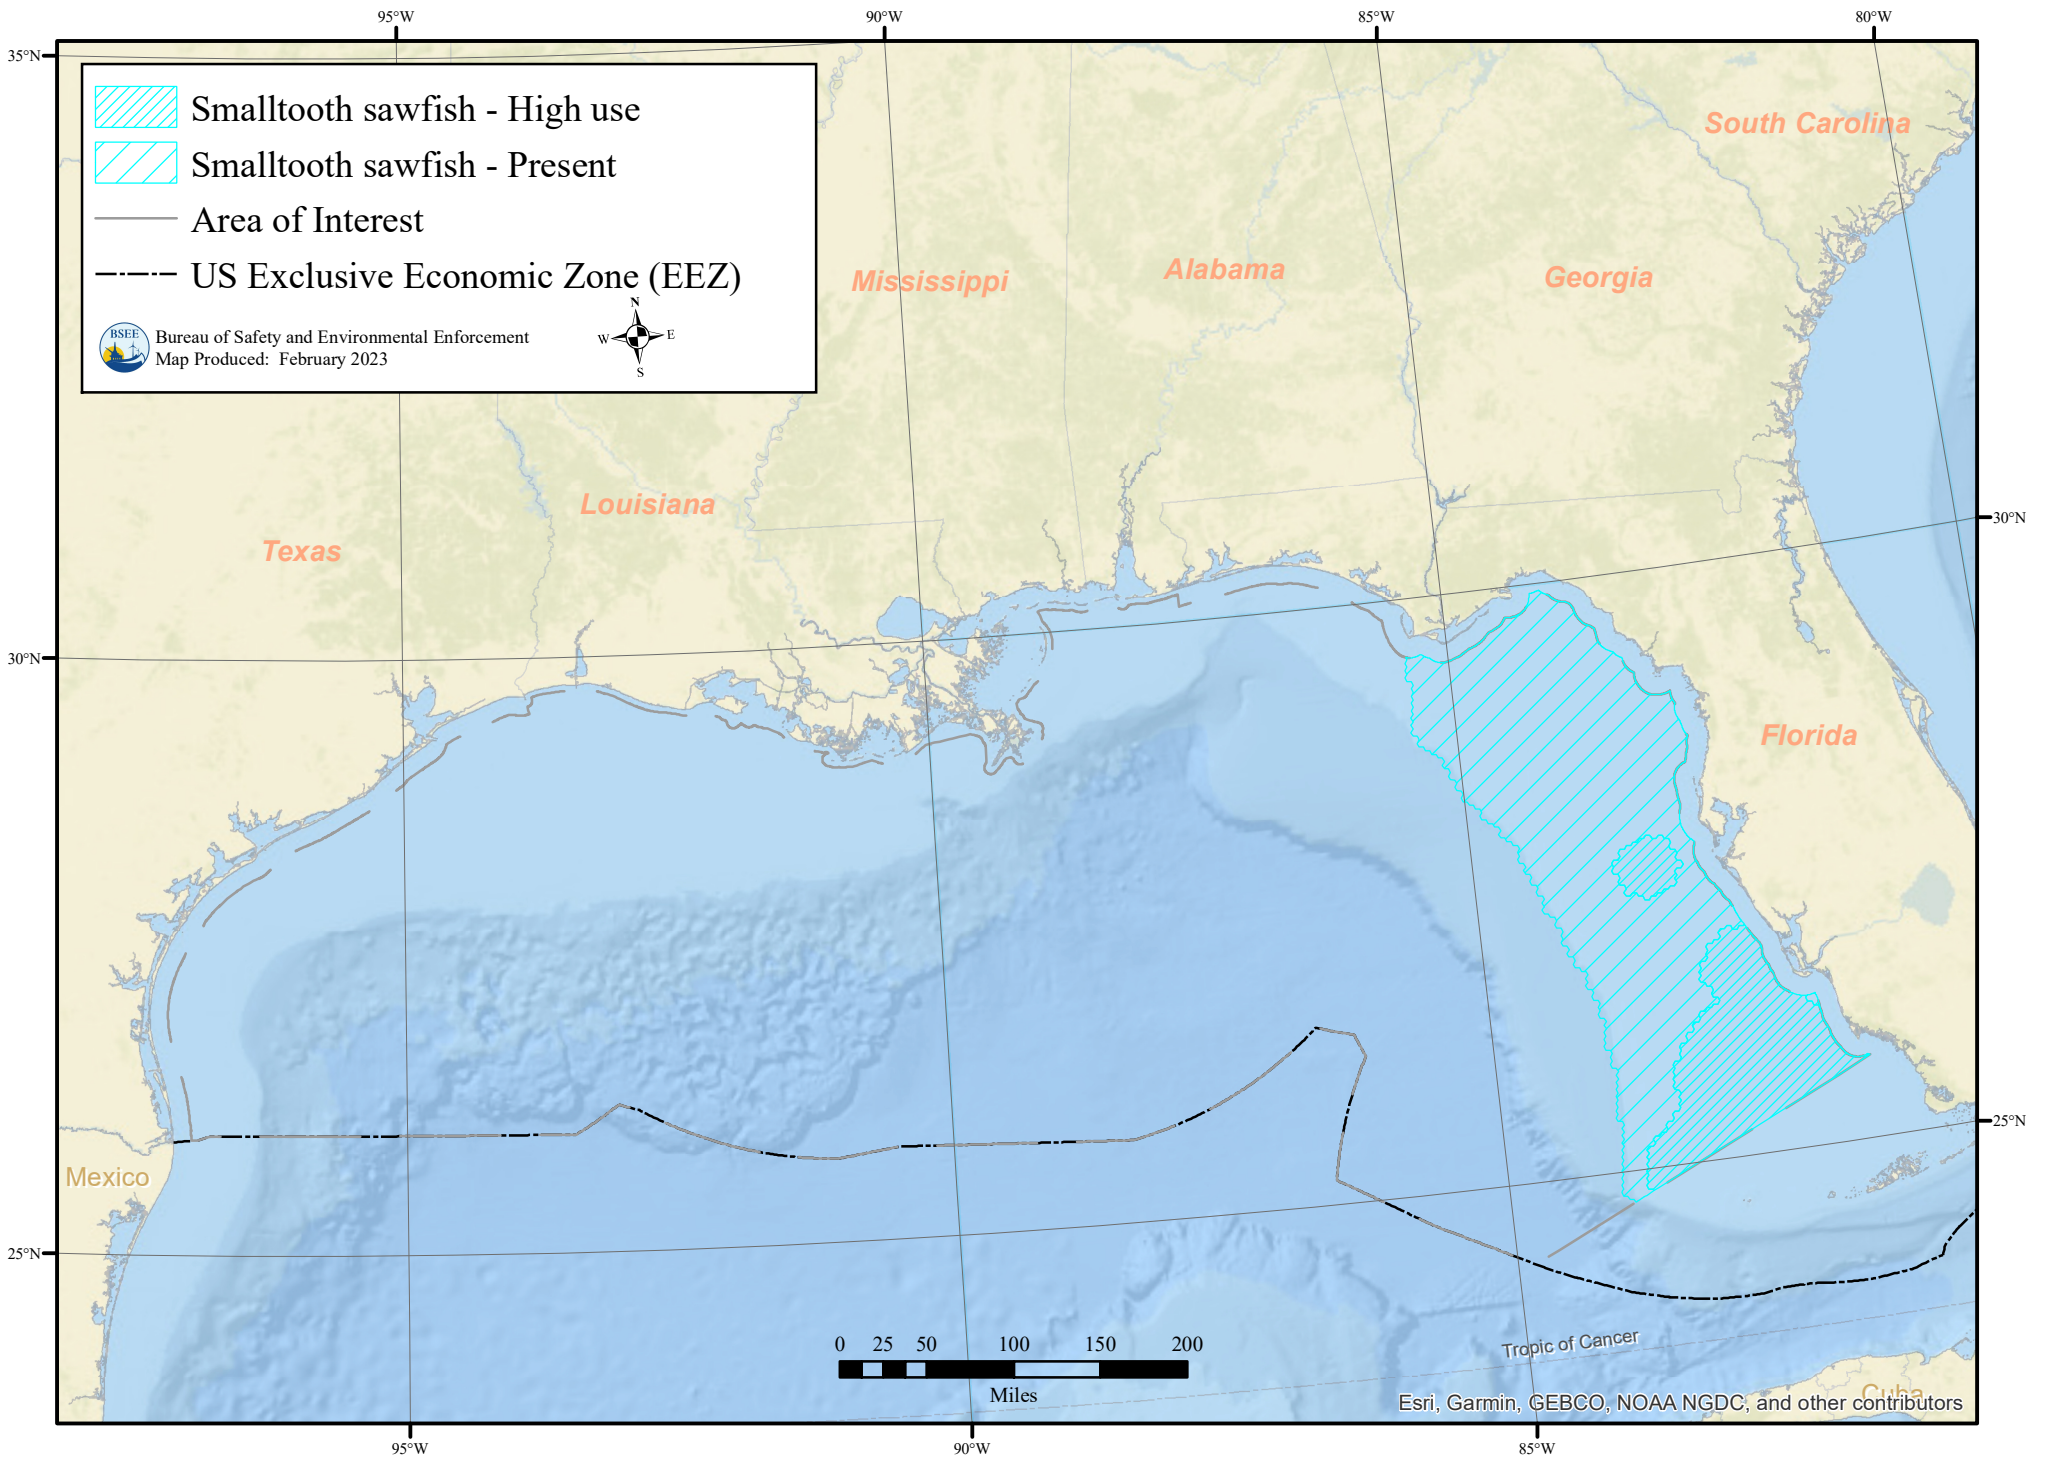 95°W
90°W
85°W
80°W
35°N
Smalltooth sawfish - High use
Smalltooth sawfish - Present
Area of Interest
US Exclusive Economic Zone (EEZ)
BSEE
Bureau of Safety and Environmental Enforcement
Map Produced: February 2023
N
W
E
S
South Carolina
Mississippi
Alabama
Georgia
Louisiana
Texas
30°N
30°N
Florida
25°N
Mexico
25°N
0 25 50 100 150 200
Miles
Tropic of Cancer
Cuba
Esri, Garmin, GEBCO, NOAA NGDC, and other contributors
95°W
90°W
85°W